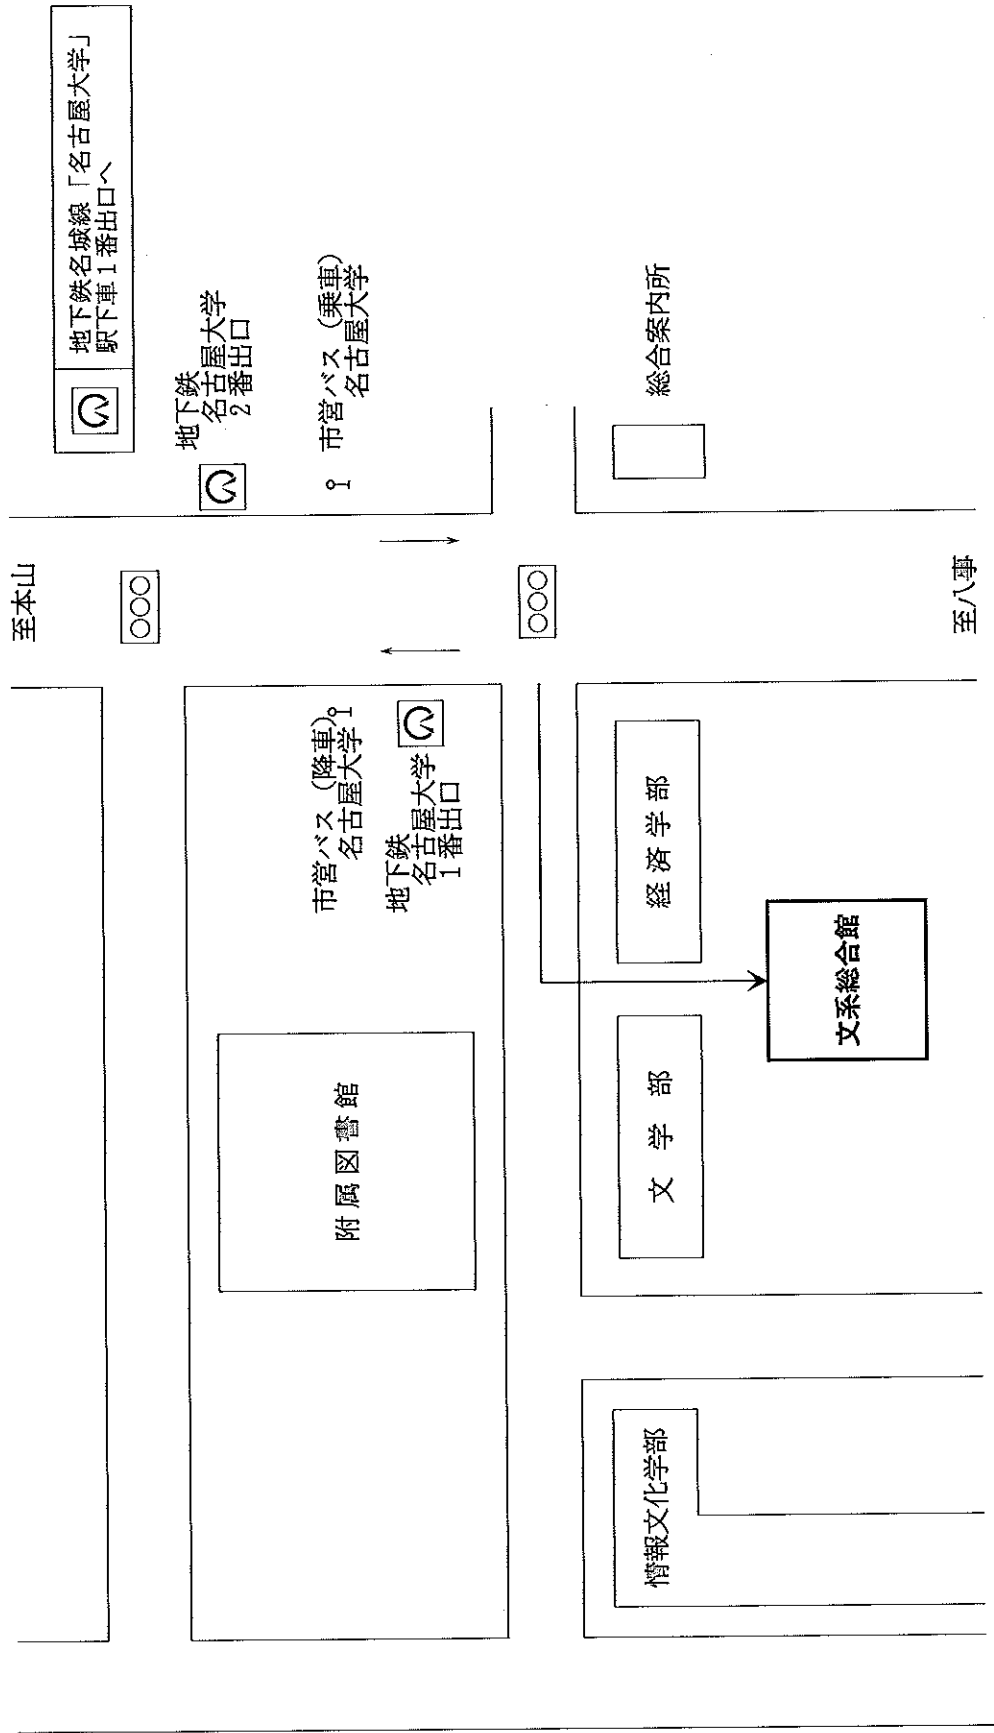 地下鉄名城線「名古屋大学」
駅下車1番出口へ
地下鉄
名古屋大学
2番出口
市営バス(乗車)
名古屋大学
総合案内所
至本山
至八事
市営バス(降車)
名古屋大学
地下鉄
名古屋大学
1番出口
経済学部
文系総合館
附属図書館
文学部
情報文化学部